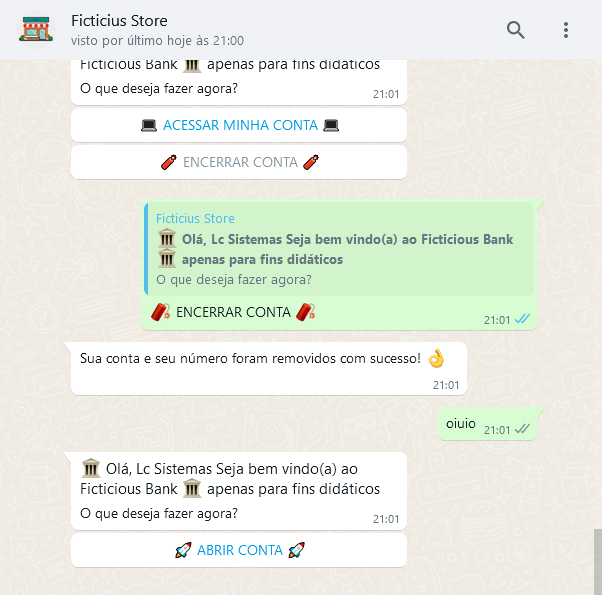 Ficticius Store
visto por último hoje às 21:00
Ficticious Bank 🏛 apenas para fins didáticos
O que deseja fazer agora?
21:01
💻 ACESSAR MINHA CONTA 💻
🧨 ENCERRAR CONTA 🧨
Ficticius Store
🏛 Olá, Lc Sistemas Seja bem vindo(a) ao Ficticious Bank
🏛 apenas para fins didáticos
O que deseja fazer agora?
🧨 ENCERRAR CONTA 🧨
21:01
Sua conta e seu número foram removidos com sucesso! 👌
21:01
oiuio 21:01
🏛 Olá, Lc Sistemas Seja bem vindo(a) ao
Ficticious Bank 🏛 apenas para fins didáticos
O que deseja fazer agora?
21:01
🚀 ABRIR CONTA 🚀